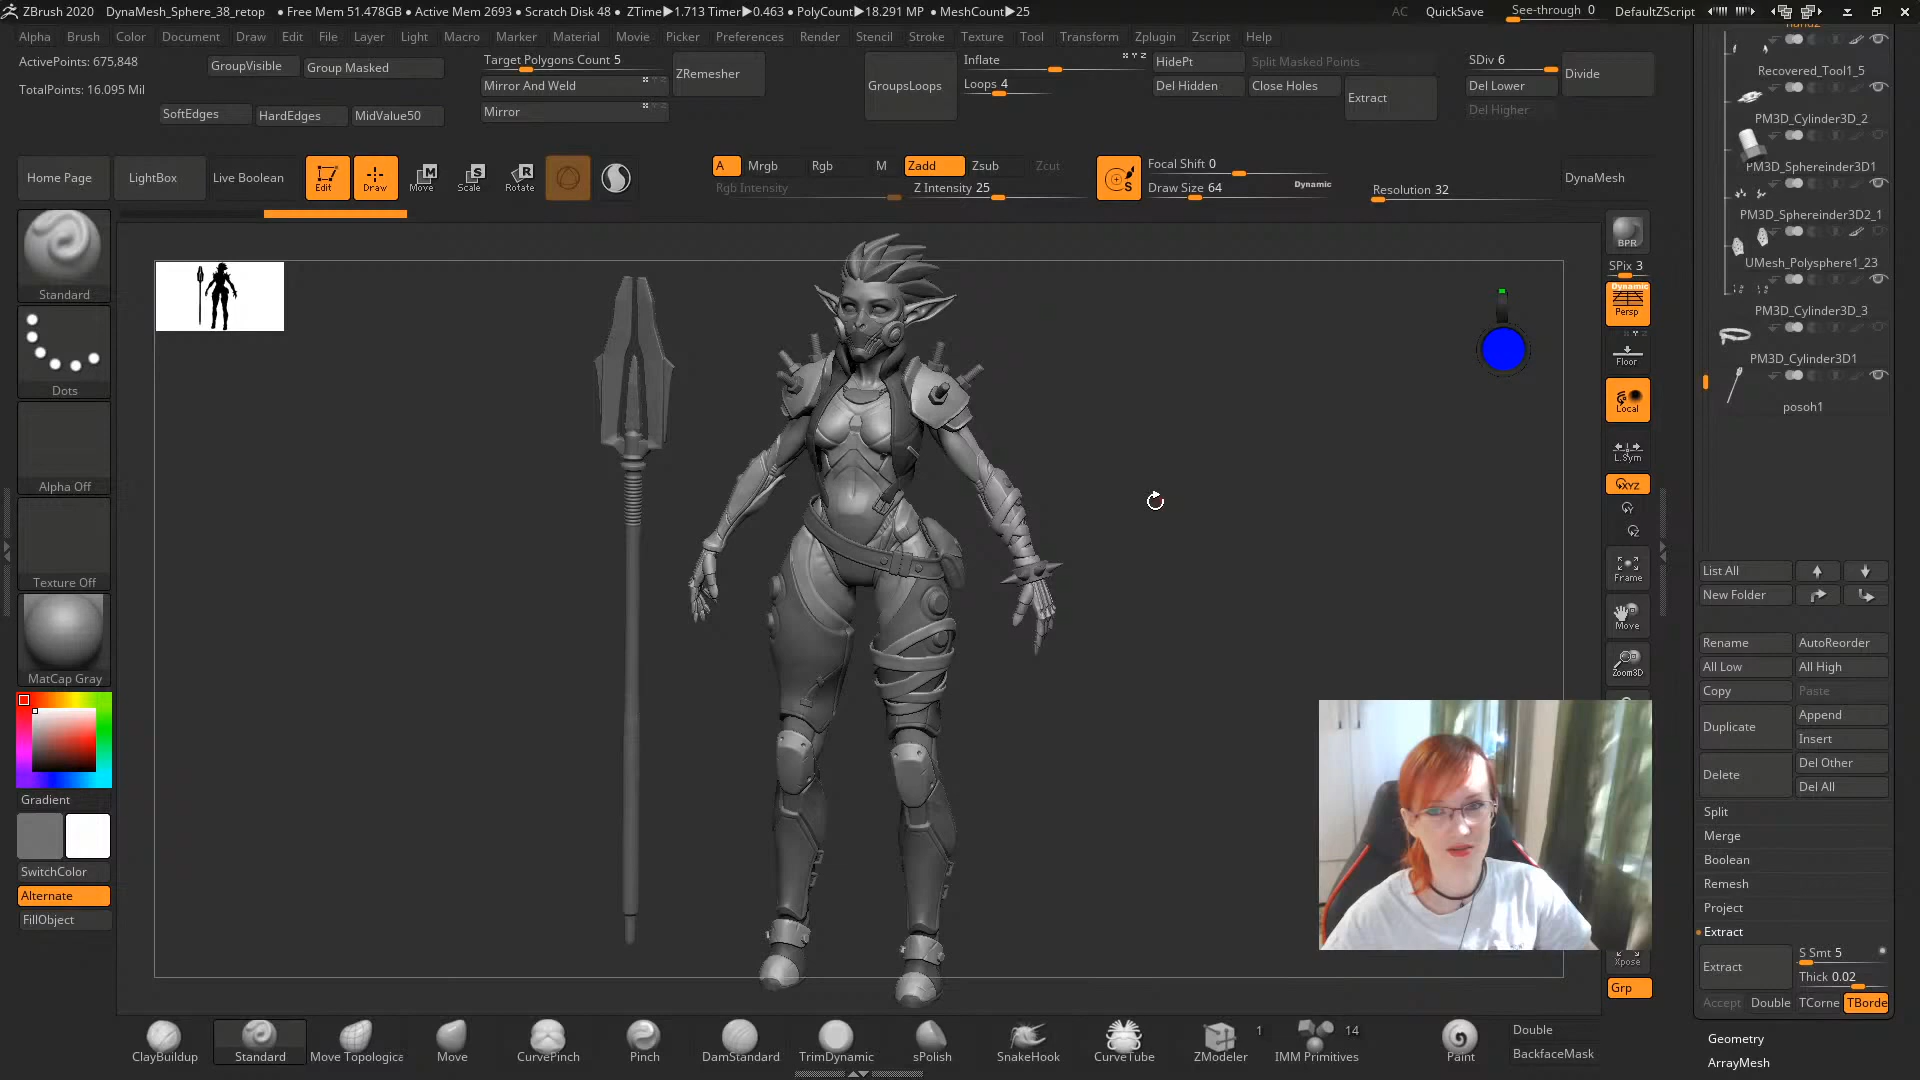 ZBrush 2020 DynaMesh_Sphere_38_retop • Free Mem 51.478GB • Active Mem 2693 • Scratch Disk 48 • ZTime▶1.713 Timer▶0.463 • PolyCount▶18.291 MP • MeshCount▶25
AC QuickSave See-through 0 DefaultZScript
Alpha Brush Color Document Draw Edit File Layer Light Macro Marker Material Movie Picker Preferences Render Stencil Stroke Texture Tool Transform Zplugin Zscript Help
ActivePoints: 675,848
TotalPoints: 16.095 Mil
GroupVisible Group Masked
SoftEdges HardEdges MidValue50
Target Polygons Count 5
Mirror And Weld
Mirror
ZRemesher
GroupsLoops
Inflate
Loops 4
HidePt Split Masked Points
Del Hidden Close Holes
Extract
SDiv 6
Del Lower
Del Higher
Divide
Home Page LightBox Live Boolean
Edit Draw Move Scale Rotate
A Mrgb Rgb M Zadd Zsub Zcut
Rgb Intensity Z Intensity 25
Focal Shift 0
Draw Size 64 Dynamic
Resolution 32
DynaMesh
Standard
Dots
Alpha Off
Texture Off
MatCap Gray
Gradient
SwitchColor
Alternate
FillObject
BPR
SPix 3
Dynamic
Persp
Floor
Local
L.Sym
XYZ
Frame
Move
Zoom3D
Xpose
Grp
Recovered_Tool1_5
PM3D_Cylinder3D_2
PM3D_Sphereinder3D1
PM3D_Sphereinder3D2_1
UMesh_Polysphere1_23
PM3D_Cylinder3D_3
PM3D_Cylinder3D1
posoh1
List All
New Folder
Rename AutoReorder
All Low All High
Copy Paste
Duplicate Append
Insert
Delete Del Other
Del All
Split
Merge
Boolean
Remesh
Project
Extract
Extract S Smt 5
Thick 0.02
Accept Double TCorne TBorde
Geometry
ArrayMesh
ClayBuildup Standard Move Topologica Move CurvePinch Pinch DamStandard TrimDynamic sPolish SnakeHook CurveTube ZModeler 1 IMM Primitives 14 Paint
Double
BackfaceMask